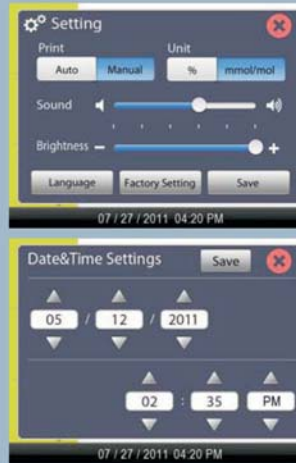 Setting
Print Unit
Auto Manual % mmol/mol
Sound
Brightness − +
Language Factory Setting Save
07 / 27 / 2011 04:20 PM
Date&Time Settings Save
05 / 12 / 2011
02 : 35 PM
07 / 27 / 2011 04:20 PM